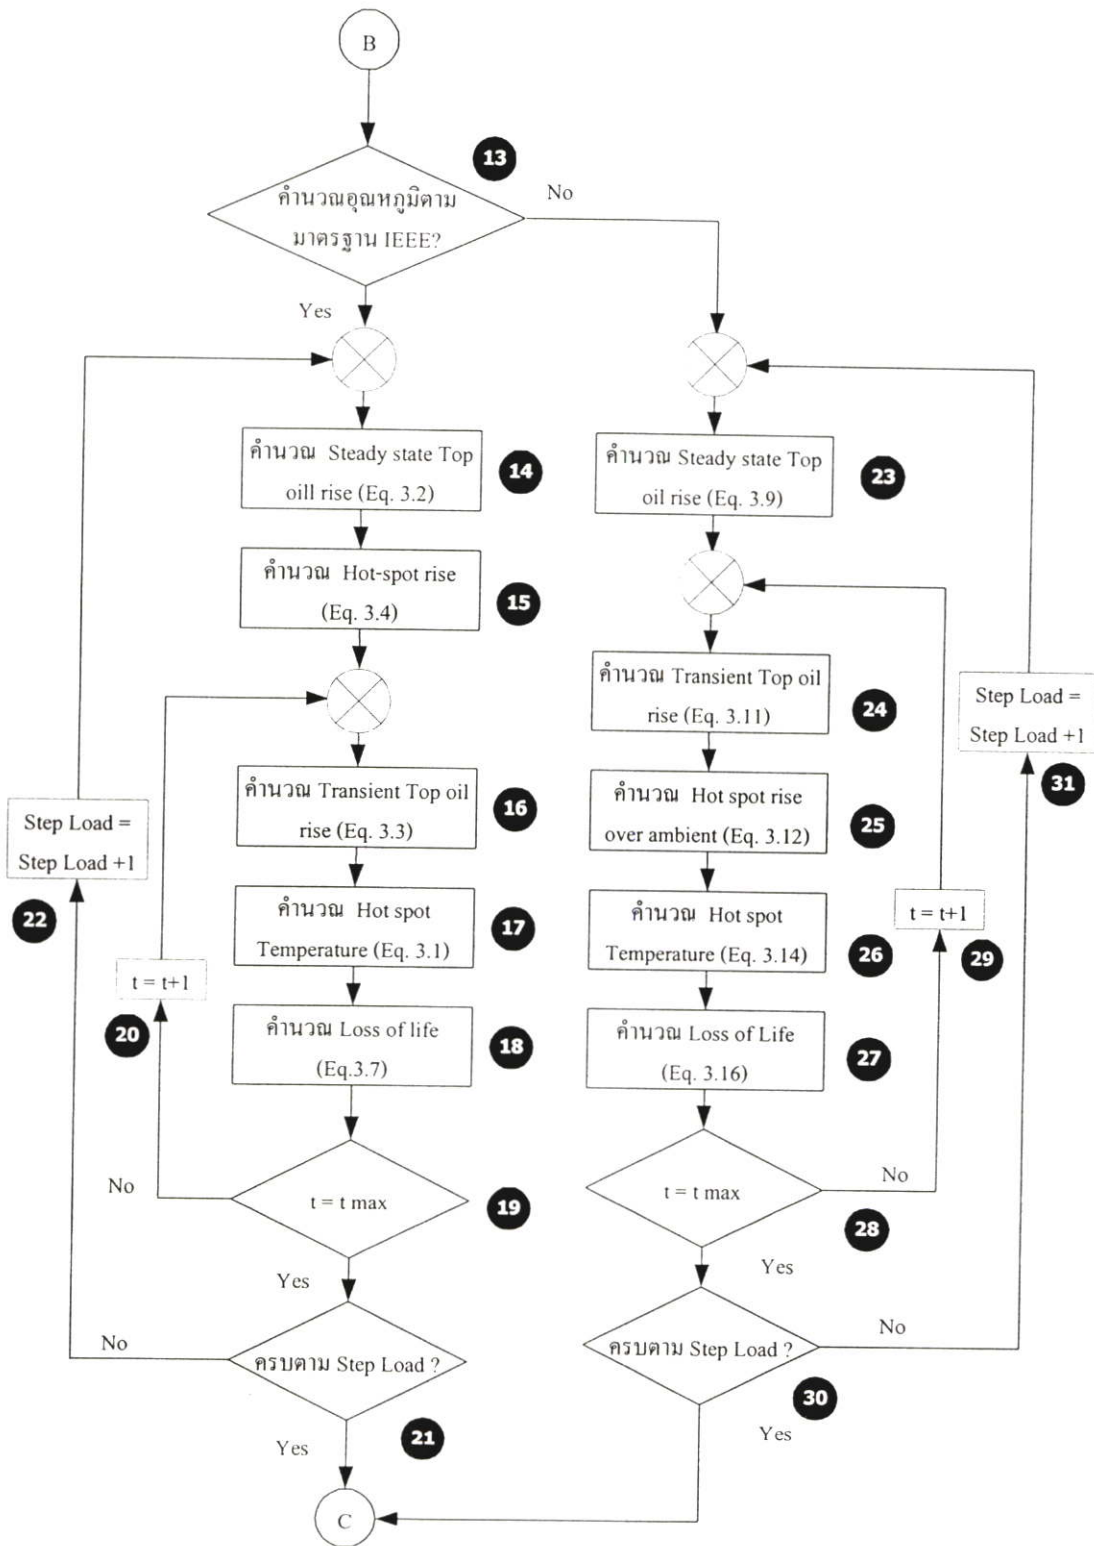 B
13
คำนวณอุณหภูมิตาม
มาตรฐาน IEEE?
No
Yes
คำนวณ Steady state Top
oill rise (Eq. 3.2)
14
คำนวณ Hot-spot rise
(Eq. 3.4)
15
คำนวณ Transient Top oil
rise (Eq. 3.3)
16
คำนวณ Hot spot
Temperature (Eq. 3.1)
17
คำนวณ Loss of life
(Eq.3.7)
18
t = t max
19
No
t = t+1
20
Yes
ครบตาม Step Load ?
21
No
Step Load =
Step Load +1
22
Yes
คำนวณ Steady state Top
oil rise (Eq. 3.9)
23
คำนวณ Transient Top oil
rise (Eq. 3.11)
24
คำนวณ Hot spot rise
over ambient (Eq. 3.12)
25
คำนวณ Hot spot
Temperature (Eq. 3.14)
26
คำนวณ Loss of Life
(Eq. 3.16)
27
t = t max
28
No
t = t+1
29
Yes
ครบตาม Step Load ?
30
No
Step Load =
Step Load +1
31
Yes
C